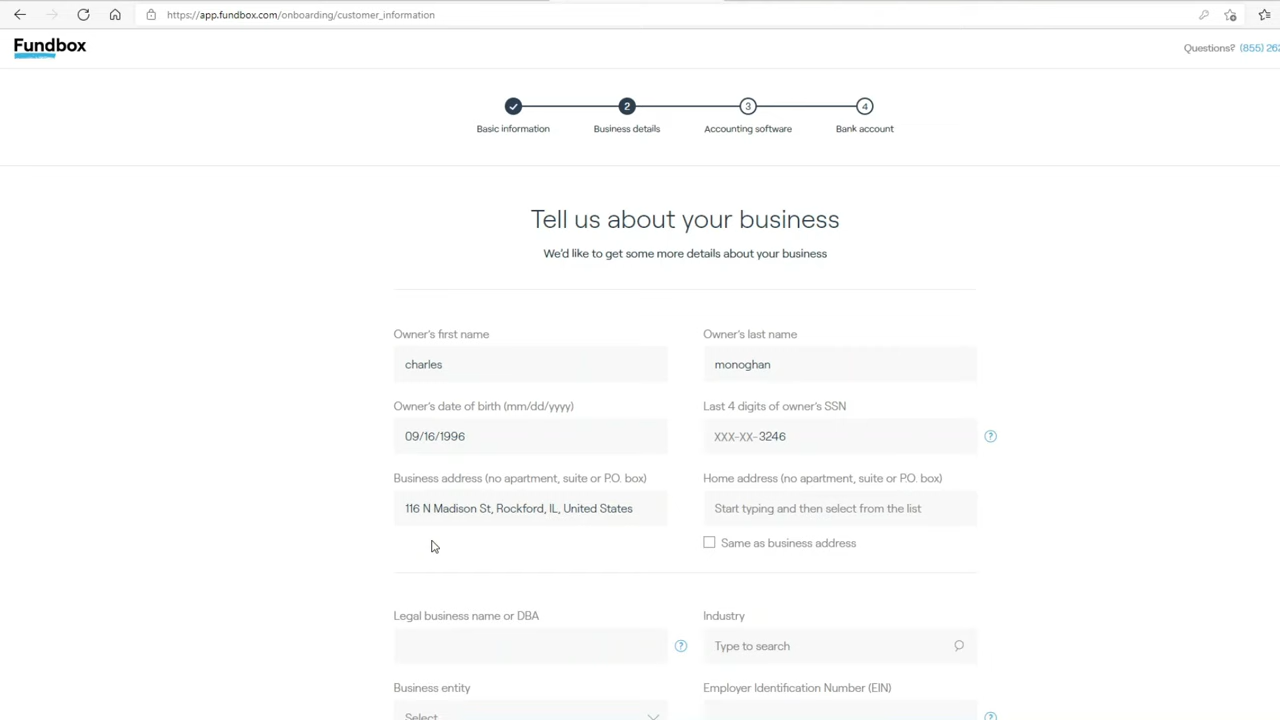 https://app.fundbox.com/onboarding/customer_information
Fundbox
Questions? (855) 262
2
3
4
Basic information
Business details
Accounting software
Bank account
Tell us about your business
We'd like to get some more details about your business
Owner's first name
Owner's last name
charles
monoghan
Owner's date of birth (mm/dd/yyyy)
Last 4 digits of owner's SSN
09/16/1996
XXX-XX-3246
?
Business address (no apartment, suite or P.O. box)
Home address (no apartment, suite or P.O. box)
116 N Madison St, Rockford, IL, United States
Start typing and then select from the list
Same as business address
Legal business name or DBA
Industry
?
Type to search
Business entity
Employer Identification Number (EIN)
Select
?